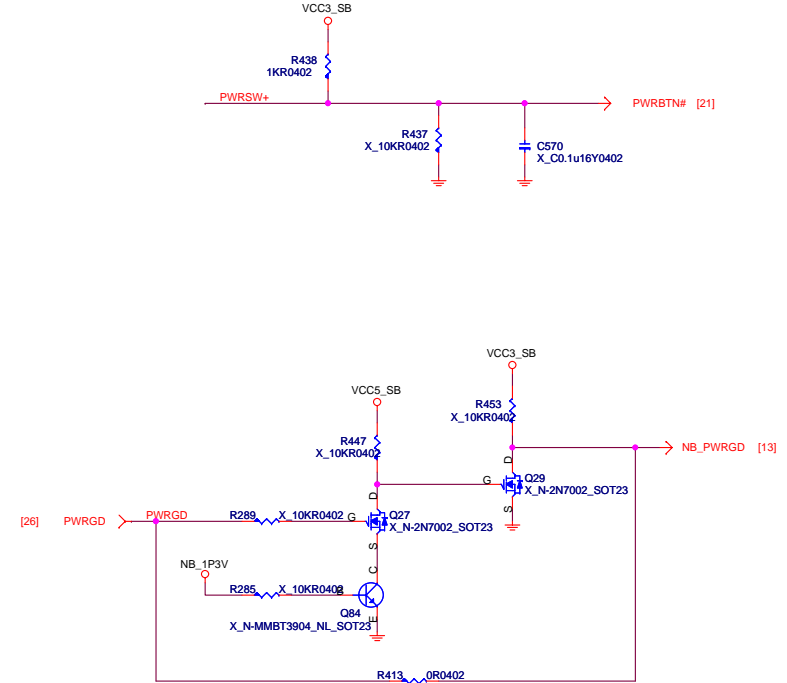 VCC3_SB
R438
1KR0402
PWRSW+
PWRBTN# [21]
R437
X_10KR0402
C570
X_C0.1u16Y0402
VCC3_SB
VCC5_SB
R453
X_10KR0402
R447
X_10KR0402
D
NB_PWRGD [13]
G
Q29
X_N-2N7002_SOT23
D
S
[26] PWRGD
PWRGD
R289
X_10KR0402
G
Q27
X_N-2N7002_SOT23
S
NB_1P3V
C
R285
X_10KR0402
B
Q84
X_N-MMBT3904_NL_SOT23
E
R413
0R0402